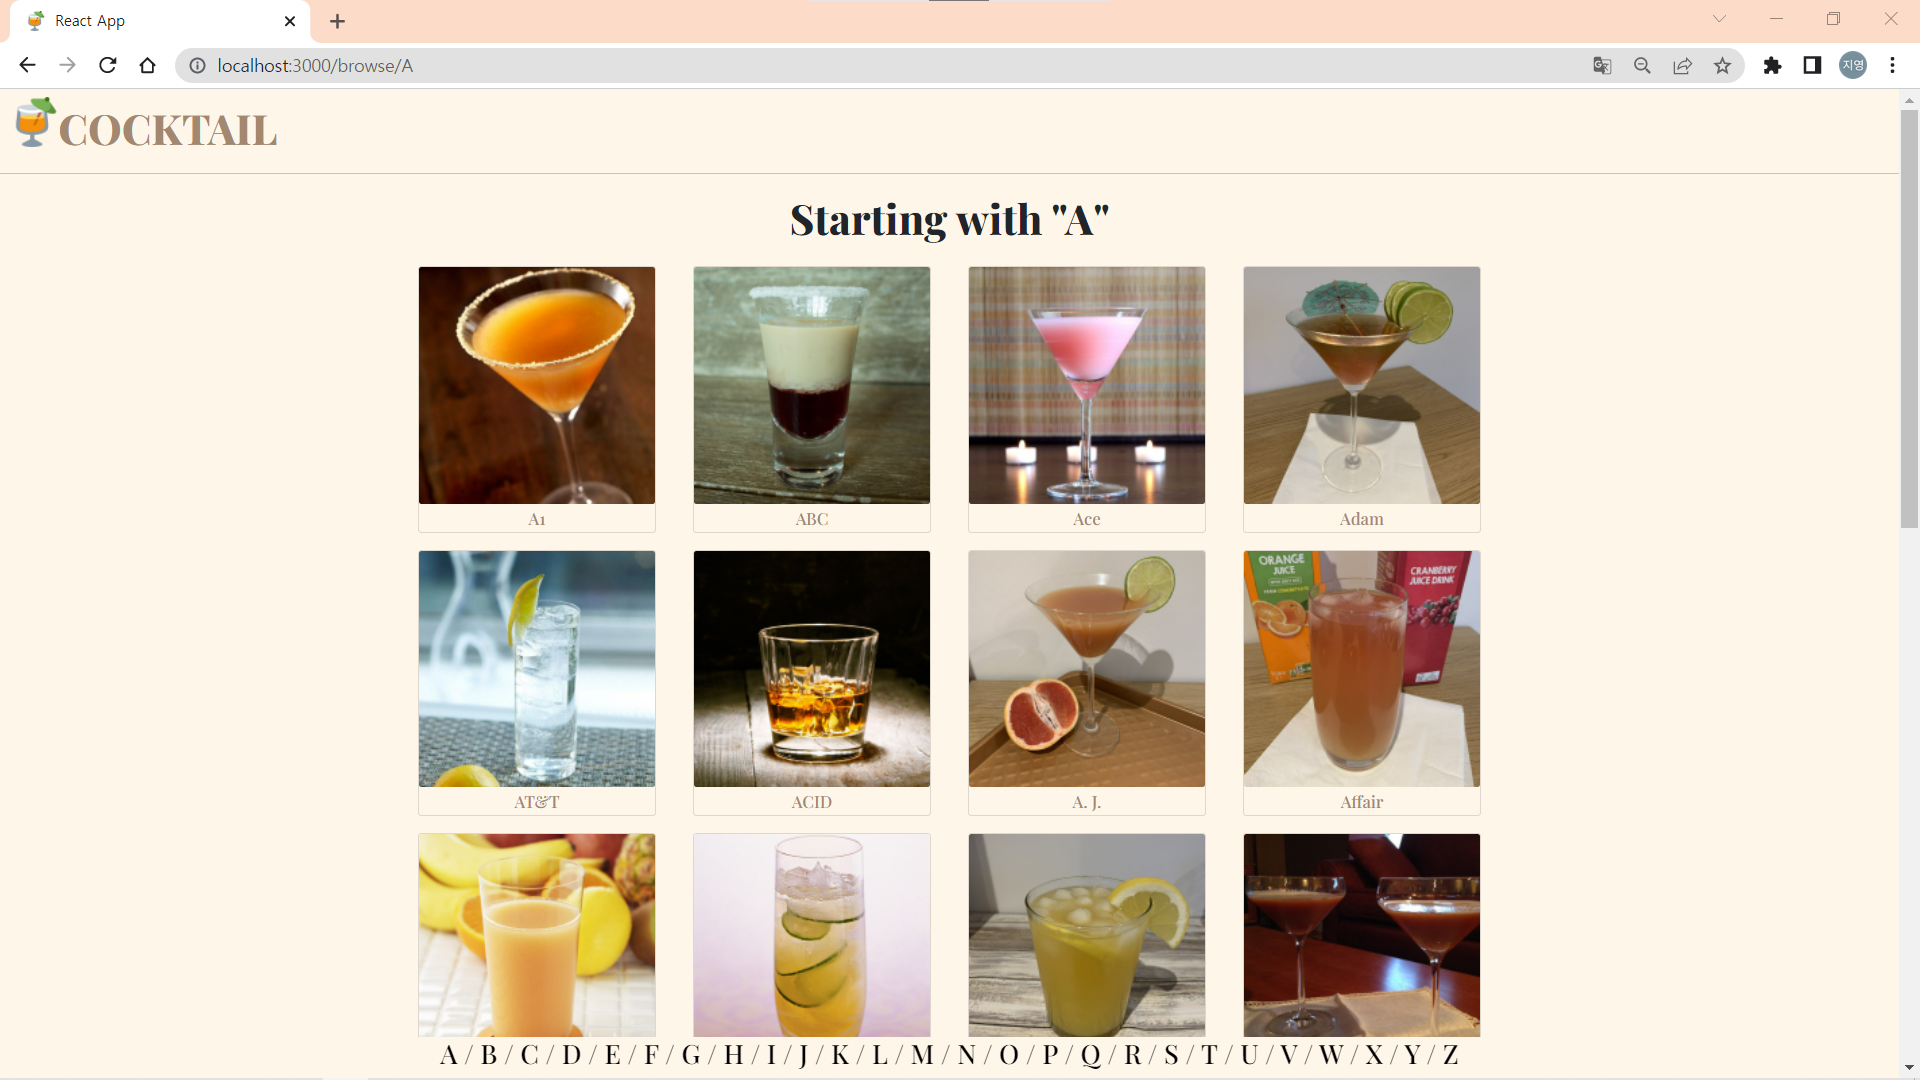 React App
localhost:3000/browse/A
지영
COCKTAIL
Starting with "A"
A1
ABC
Ace
Adam
ORANGE
JUICE
CRANBERRY
JUICE DRINK
AT&T
ACID
A. J.
Affair
A / B / C / D / E / F / G / H / I / J / K / L / M / N / O / P / Q / R / S / T / U / V / W / X / Y / Z